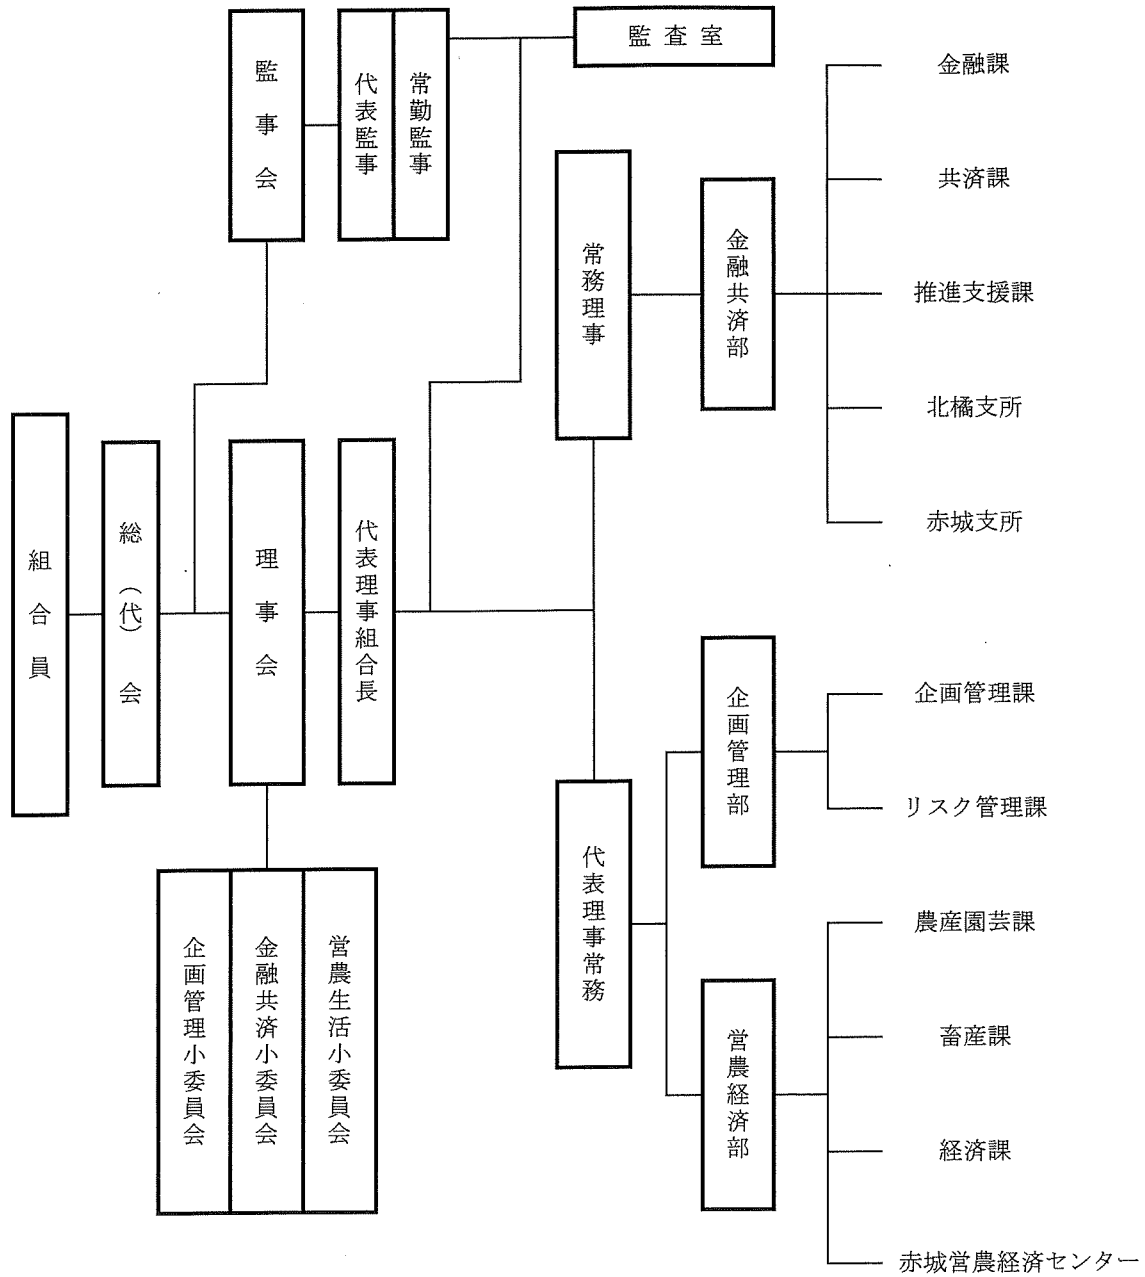 組合員
総（代）会
監事会
代表監事
常勤監事
監査室
理事会
代表理事組合長
企画管理小委員会
金融共済小委員会
営農生活小委員会
常務理事
金融共済部
金融課
共済課
推進支援課
北橘支所
赤城支所
代表理事常務
企画管理部
企画管理課
リスク管理課
営農経済部
農産園芸課
畜産課
経済課
赤城営農経済センター